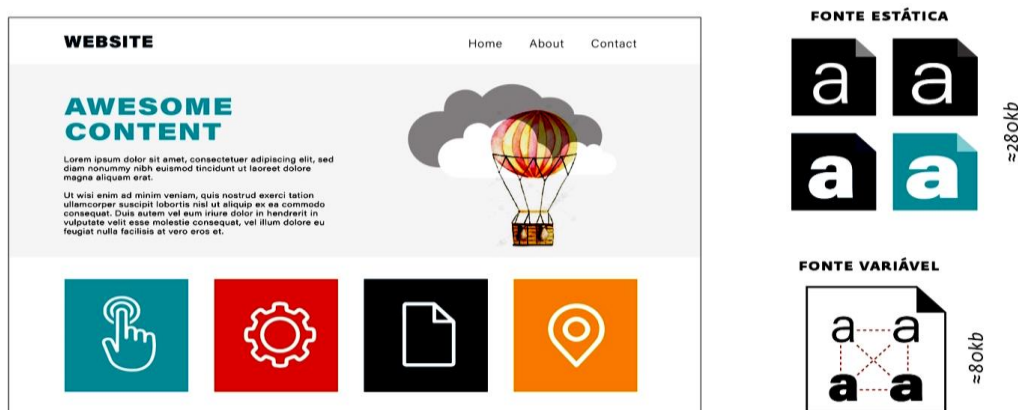 WEBSITE
Home About Contact
AWESOME
CONTENT
Lorem ipsum dolor sit amet, consectetuer adipiscing elit, sed
diam nonummy nibh euismod tincidunt ut laoreet dolore
magna aliquam erat.
Ut wisi enim ad minim veniam, quis nostrud exerci tation
ullamcorper suscipit lobortis nisl ut aliquip ex ea commodo
consequat. Duis autem vel eum iriure dolor in hendrerit in
vulputate velit esse molestie consequat, vel illum dolore eu
feugiat nulla facilisis at vero eros et.
FONTE ESTÁTICA
a a
a a
≈280kb
FONTE VARIÁVEL
a a
a a
≈80kb